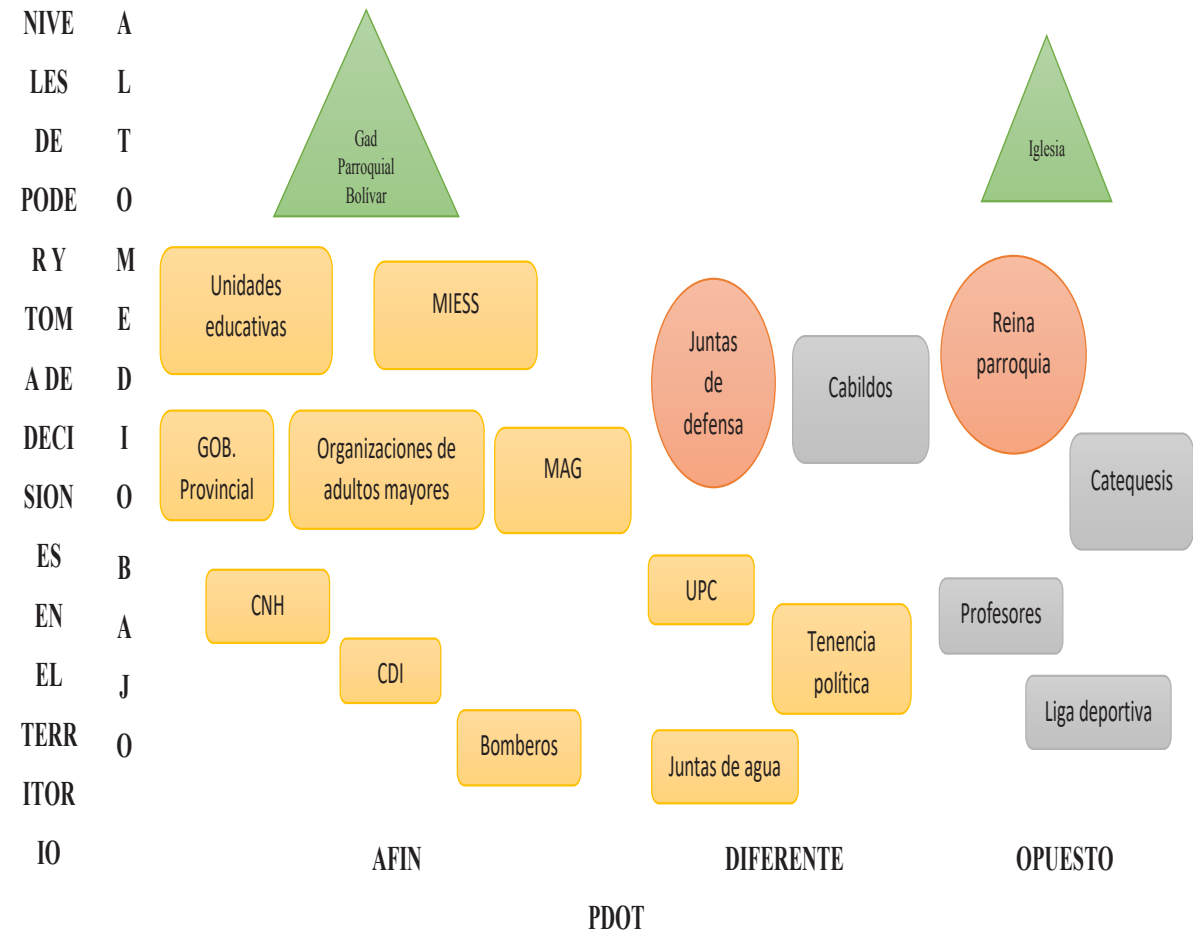 NIVE
LES
DE
PODE
R Y
TOM
A DE
DECI
SION
ES
EN
EL
TERR
ITOR
IO
A
L
T
O
M
E
D
I
O
B
A
J
O
Gad
Parroquial
Bolívar
Iglesia
Unidades
educativas
MIESS
Juntas
de
defensa
Cabildos
Reina
parroquia
GOB.
Provincial
Organizaciones de
adultos mayores
MAG
Catequesis
CNH
UPC
Profesores
CDI
Tenencia
política
Bomberos
Juntas de agua
Liga deportiva
AFIN
DIFERENTE
OPUESTO
PDOT